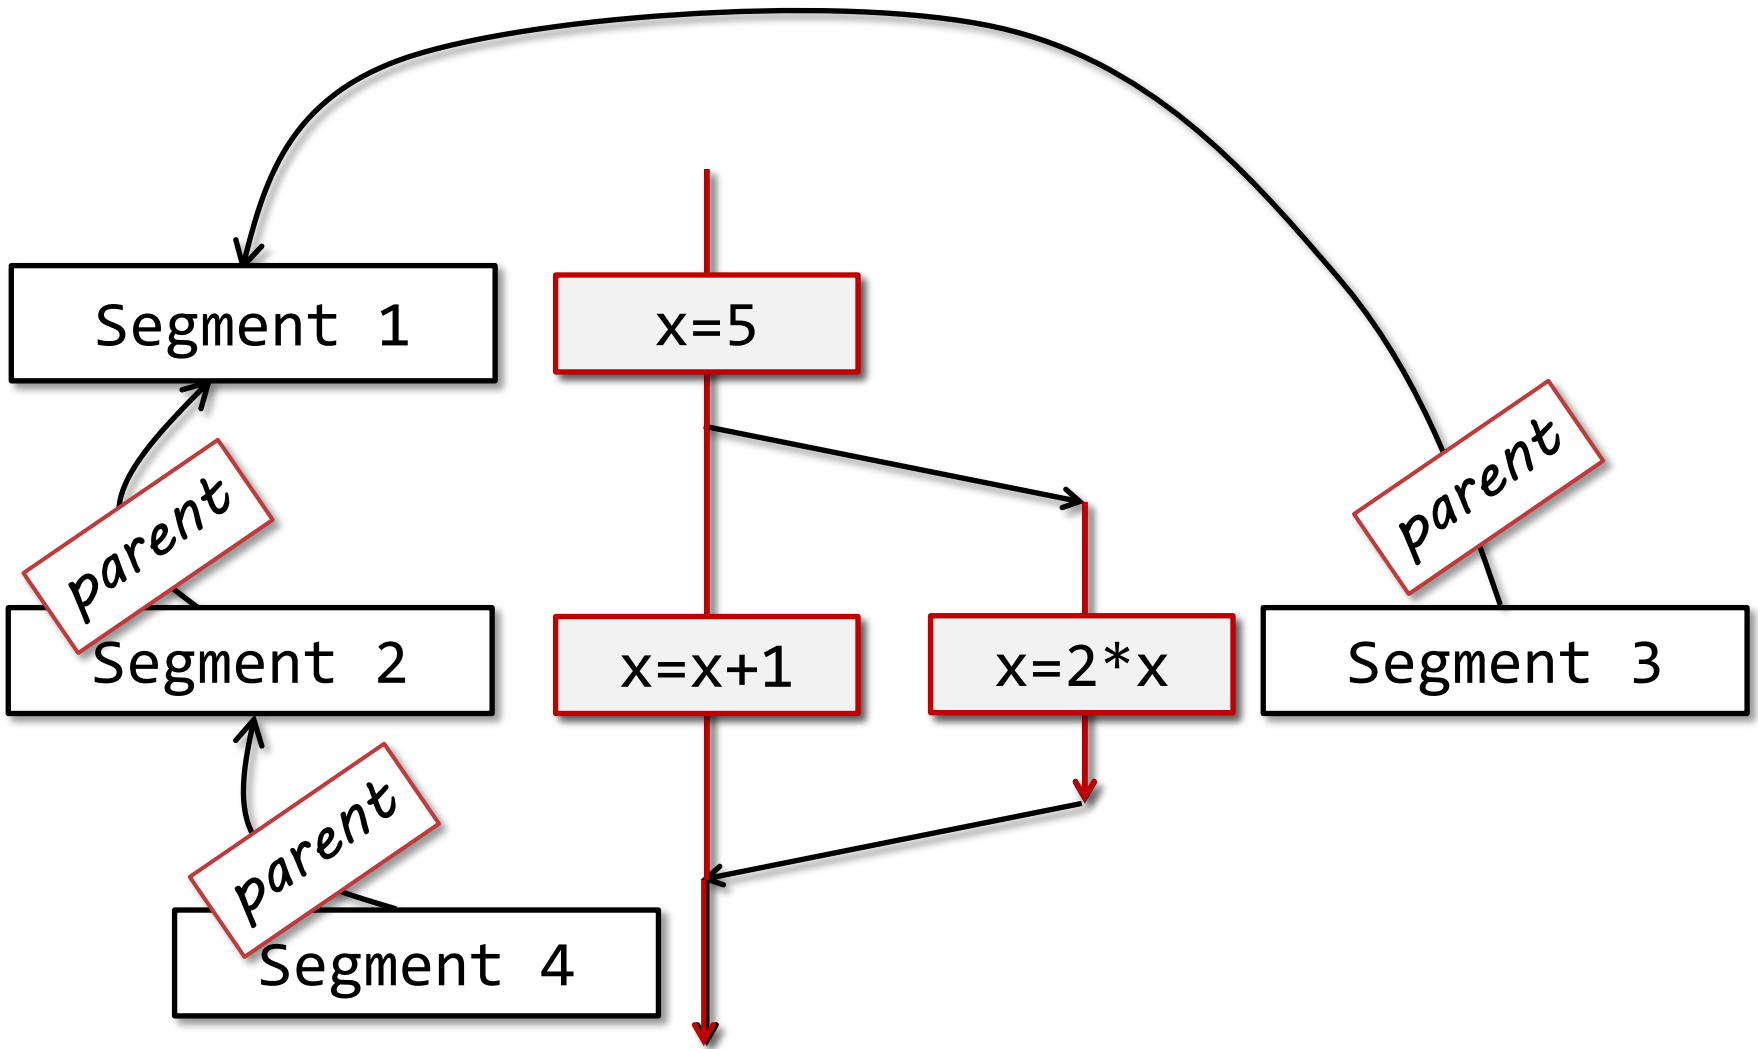 Segment 1
x=5
parent
parent
Segment 2
x=x+1
x=2*x
Segment 3
parent
Segment 4